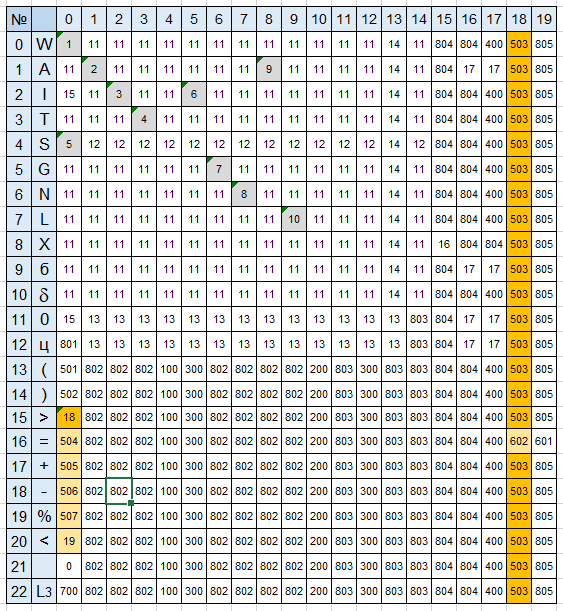 № 0 1 2 3 4 5 6 7 8 9 10 11 12 13 14 15 16 17 18 19
0 W 1 11 11 11 11 11 11 11 11 11 11 11 11 14 11 804 804 400 503 805
1 A 11 2 11 11 11 11 11 11 9 11 11 11 11 14 11 804 17 17 503 805
2 I 15 11 3 11 11 6 11 11 11 11 11 11 11 14 11 804 804 400 503 805
3 T 11 11 11 4 11 11 11 11 11 11 11 11 11 14 11 804 804 400 503 805
4 S 5 12 12 12 12 12 12 12 12 12 12 12 12 14 12 804 804 400 503 805
5 G 11 11 11 11 11 11 7 11 11 11 11 11 11 14 11 804 804 400 503 805
6 N 11 11 11 11 11 11 11 8 11 11 11 11 11 14 11 804 804 400 503 805
7 L 11 11 11 11 11 11 11 11 11 10 11 11 11 14 11 804 804 400 503 805
8 X 11 11 11 11 11 11 11 11 11 11 11 11 11 14 11 16 804 804 503 805
9 б 11 11 11 11 11 11 11 11 11 11 11 11 11 14 11 804 17 17 503 805
10 δ 11 11 11 11 11 11 11 11 11 11 11 11 11 14 11 804 804 400 503 805
11 0 15 13 13 13 13 13 13 13 13 13 13 13 13 13 803 804 17 17 503 805
12 ц 801 13 13 13 13 13 13 13 13 13 13 13 13 13 803 804 17 17 503 805
13 ( 501 802 802 802 100 300 802 802 802 802 200 803 300 803 803 804 804 400 503 805
14 ) 502 802 802 802 100 300 802 802 802 802 200 803 300 803 803 804 804 400 503 805
15 > 18 802 802 802 100 300 802 802 802 802 200 803 300 803 803 804 804 400 503 805
16 = 504 802 802 802 100 300 802 802 802 802 200 803 300 803 803 804 804 400 602 601
17 + 505 802 802 802 100 300 802 802 802 802 200 803 300 803 803 804 804 400 503 805
18 - 506 802 802 802 100 300 802 802 802 802 200 803 300 803 803 804 804 400 503 805
19 % 507 802 802 802 100 300 802 802 802 802 200 803 300 803 803 804 804 400 503 805
20 < 19 802 802 802 100 300 802 802 802 802 200 803 300 803 803 804 804 400 503 805
21 0 802 802 802 100 300 802 802 802 802 200 803 300 803 803 804 804 400 503 805
22 Lз 700 802 802 802 100 300 802 802 802 802 200 803 300 803 803 804 804 400 503 805